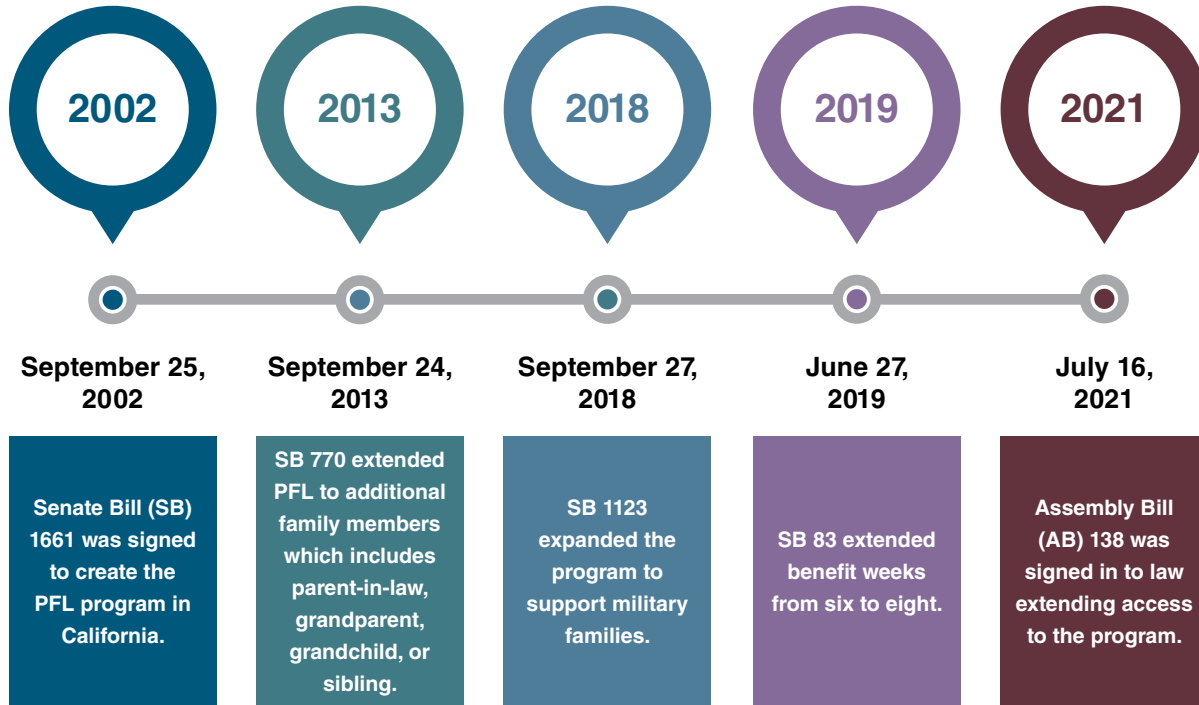 2002
2013
2018
2019
2021
September 25,
2002
September 24,
2013
September 27,
2018
June 27,
2019
July 16,
2021
Senate Bill (SB)
1661 was signed
to create the
PFL program in
California.
SB 770 extended
PFL to additional
family members
which includes
parent-in-law,
grandparent,
grandchild, or
sibling.
SB 1123
expanded the
program to
support military
families.
SB 83 extended
benefit weeks
from six to eight.
Assembly Bill
(AB) 138 was
signed in to law
extending access
to the program.